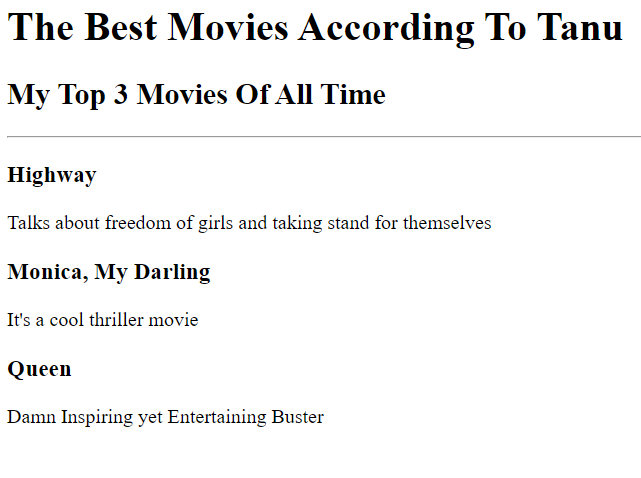 The Best Movies According To Tanu
My Top 3 Movies Of All Time
Highway
Talks about freedom of girls and taking stand for themselves
Monica, My Darling
It's a cool thriller movie
Queen
Damn Inspiring yet Entertaining Buster